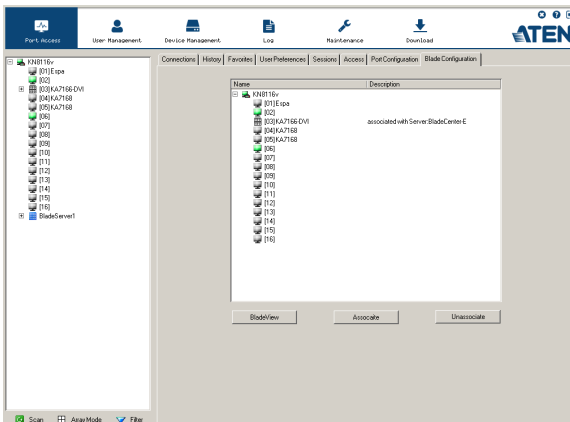 Port Access
User Management
Device Management
Log
Maintenance
Download
ATEN
Connections
History
Favorites
User Preferences
Sessions
Access
Port Configuration
Blade Configuration
KN8116v
[01] Espa
[02]
[03] KA7166-DVI
[04] KA7168
[05] KA7168
[06]
[07]
[08]
[09]
[10]
[11]
[12]
[13]
[14]
[15]
[16]
BladeServer1
Name Description
KN8116v
[01] Espa
[02]
[03] KA7166-DVI associated with Server:BladeCenter-E
[04] KA7168
[05] KA7168
[06]
[07]
[08]
[09]
[10]
[11]
[12]
[13]
[14]
[15]
[16]
BladeView Assocaite Unassociate
Scan Array Mode Filter